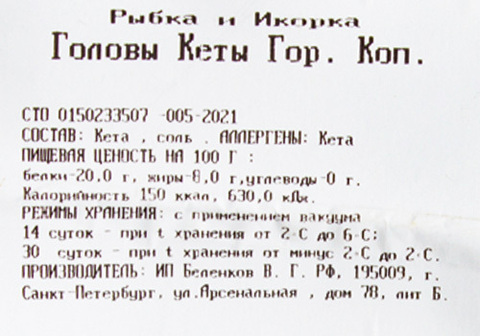 Рыбка и Икорка
Головы Кеты Гор. Коп.
СТО 0150233507 -005-2021
СОСТАВ: Кета , соль . АЛЛЕРГЕНЫ: Кета
ПИЩЕВАЯ ЦЕНОСТЬ НА 100 Г :
белки-20,0 г, жиры-8,0 г,углеводы-0 г.
Калорийность 150 ккал, 630,0 кДж.
РЕЖИМЫ ХРАНЕНИЯ: с применением вакуума
14 суток - при t хранения от 2-С до 6-С;
30 суток - при t хранения от минус 2-С до 2-С.
ПРОИЗВОДИТЕЛЬ: ИП Беленков В. Г. РФ, 195009, г.
Санкт-Петербург, ул.Арсенальная , дом 78, лит Б.